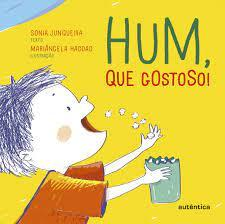 SONIA JUNQUEIRA
TEXTO
MARIÂNGELA HADDAD
ILUSTRAÇÃO
HUM,
QUE GOSTOSO!
autêntica